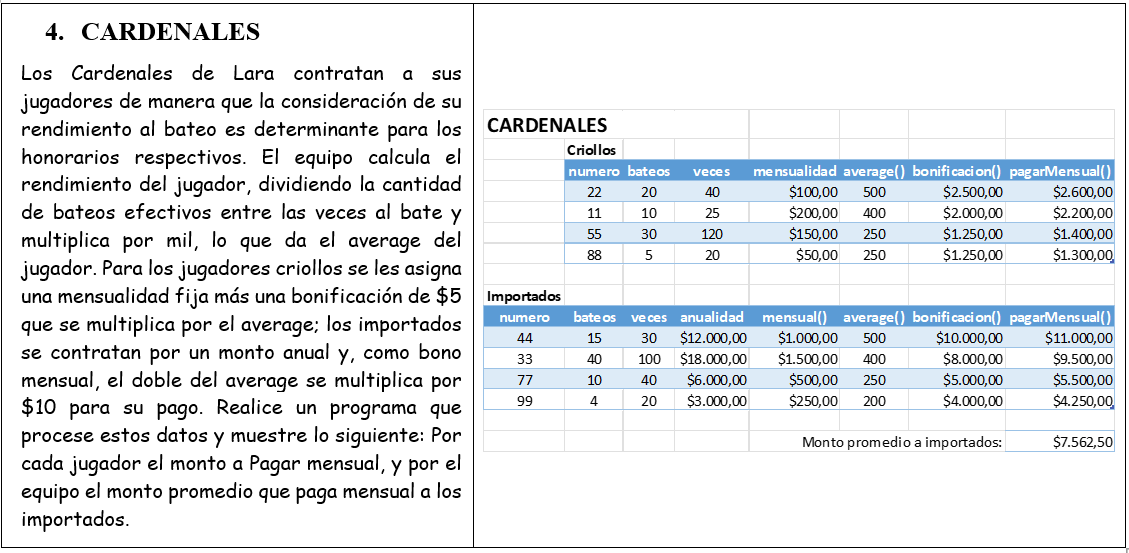 4. CARDENALES
Los Cardenales de Lara contratan a sus
jugadores de manera que la consideración de su
rendimiento al bateo es determinante para los
honorarios respectivos. El equipo calcula el
rendimiento del jugador, dividiendo la cantidad
de bateos efectivos entre las veces al bate y
multiplica por mil, lo que da el average del
jugador. Para los jugadores criollos se les asigna
una mensualidad fija más una bonificación de $5
que se multiplica por el average; los importados
se contratan por un monto anual y, como bono
mensual, el doble del average se multiplica por
$10 para su pago. Realice un programa que
procese estos datos y muestre lo siguiente: Por
cada jugador el monto a Pagar mensual, y por el
equipo el monto promedio que paga mensual a los
importados.
CARDENALES
Criollos
numero bateos veces mensualidad average() bonificacion() pagarMensual()
22 20 40 $100,00 500 $2.500,00 $2.600,00
11 10 25 $200,00 400 $2.000,00 $2.200,00
55 30 120 $150,00 250 $1.250,00 $1.400,00
88 5 20 $50,00 250 $1.250,00 $1.300,00
Importados
numero bateos veces anualidad mensual() average() bonificacion() pagarMensual()
44 15 30 $12.000,00 $1.000,00 500 $10.000,00 $11.000,00
33 40 100 $18.000,00 $1.500,00 400 $8.000,00 $9.500,00
77 10 40 $6.000,00 $500,00 250 $5.000,00 $5.500,00
99 4 20 $3.000,00 $250,00 200 $4.000,00 $4.250,00
Monto promedio a importados: $7.562,50